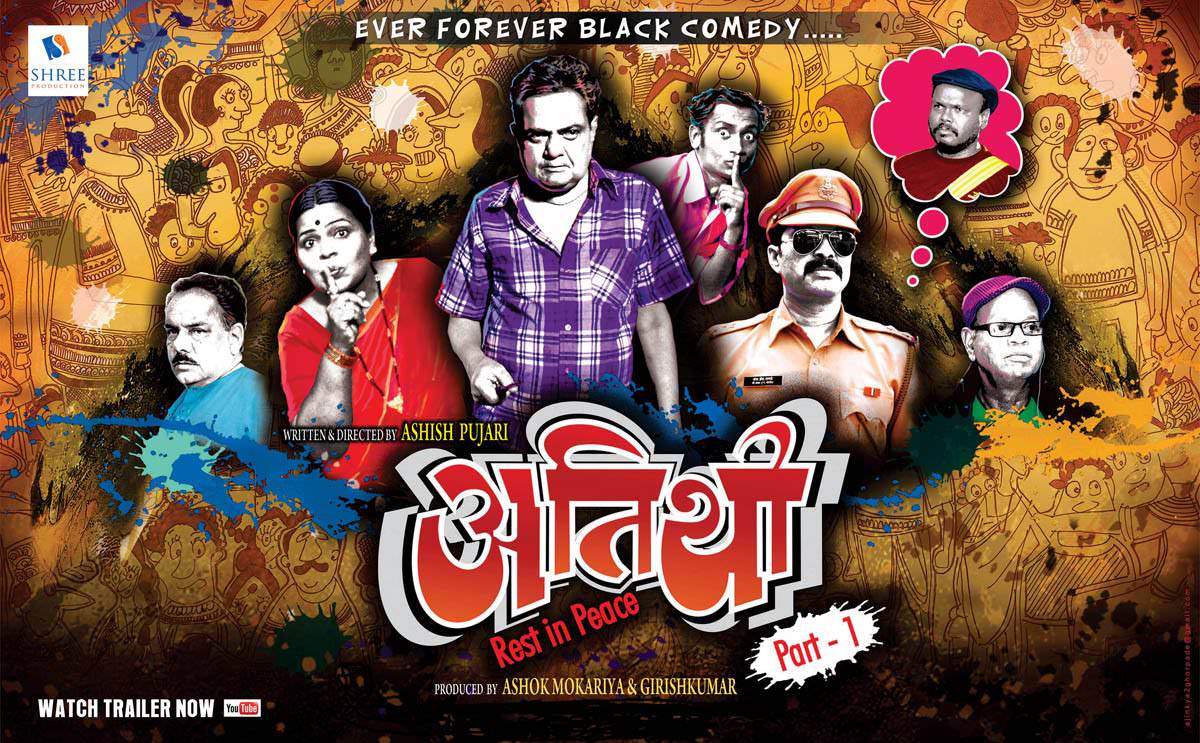 EVER FOREVER BLACK COMEDY.....
SHREE
PRODUCTION
WRITTEN & DIRECTED BY ASHISH PUJARI
अतिथी
Rest in Peace
Part - 1
PRODUCED BY ASHOK MOKARIYA & GIRISHKUMAR
WATCH TRAILER NOW YouTube